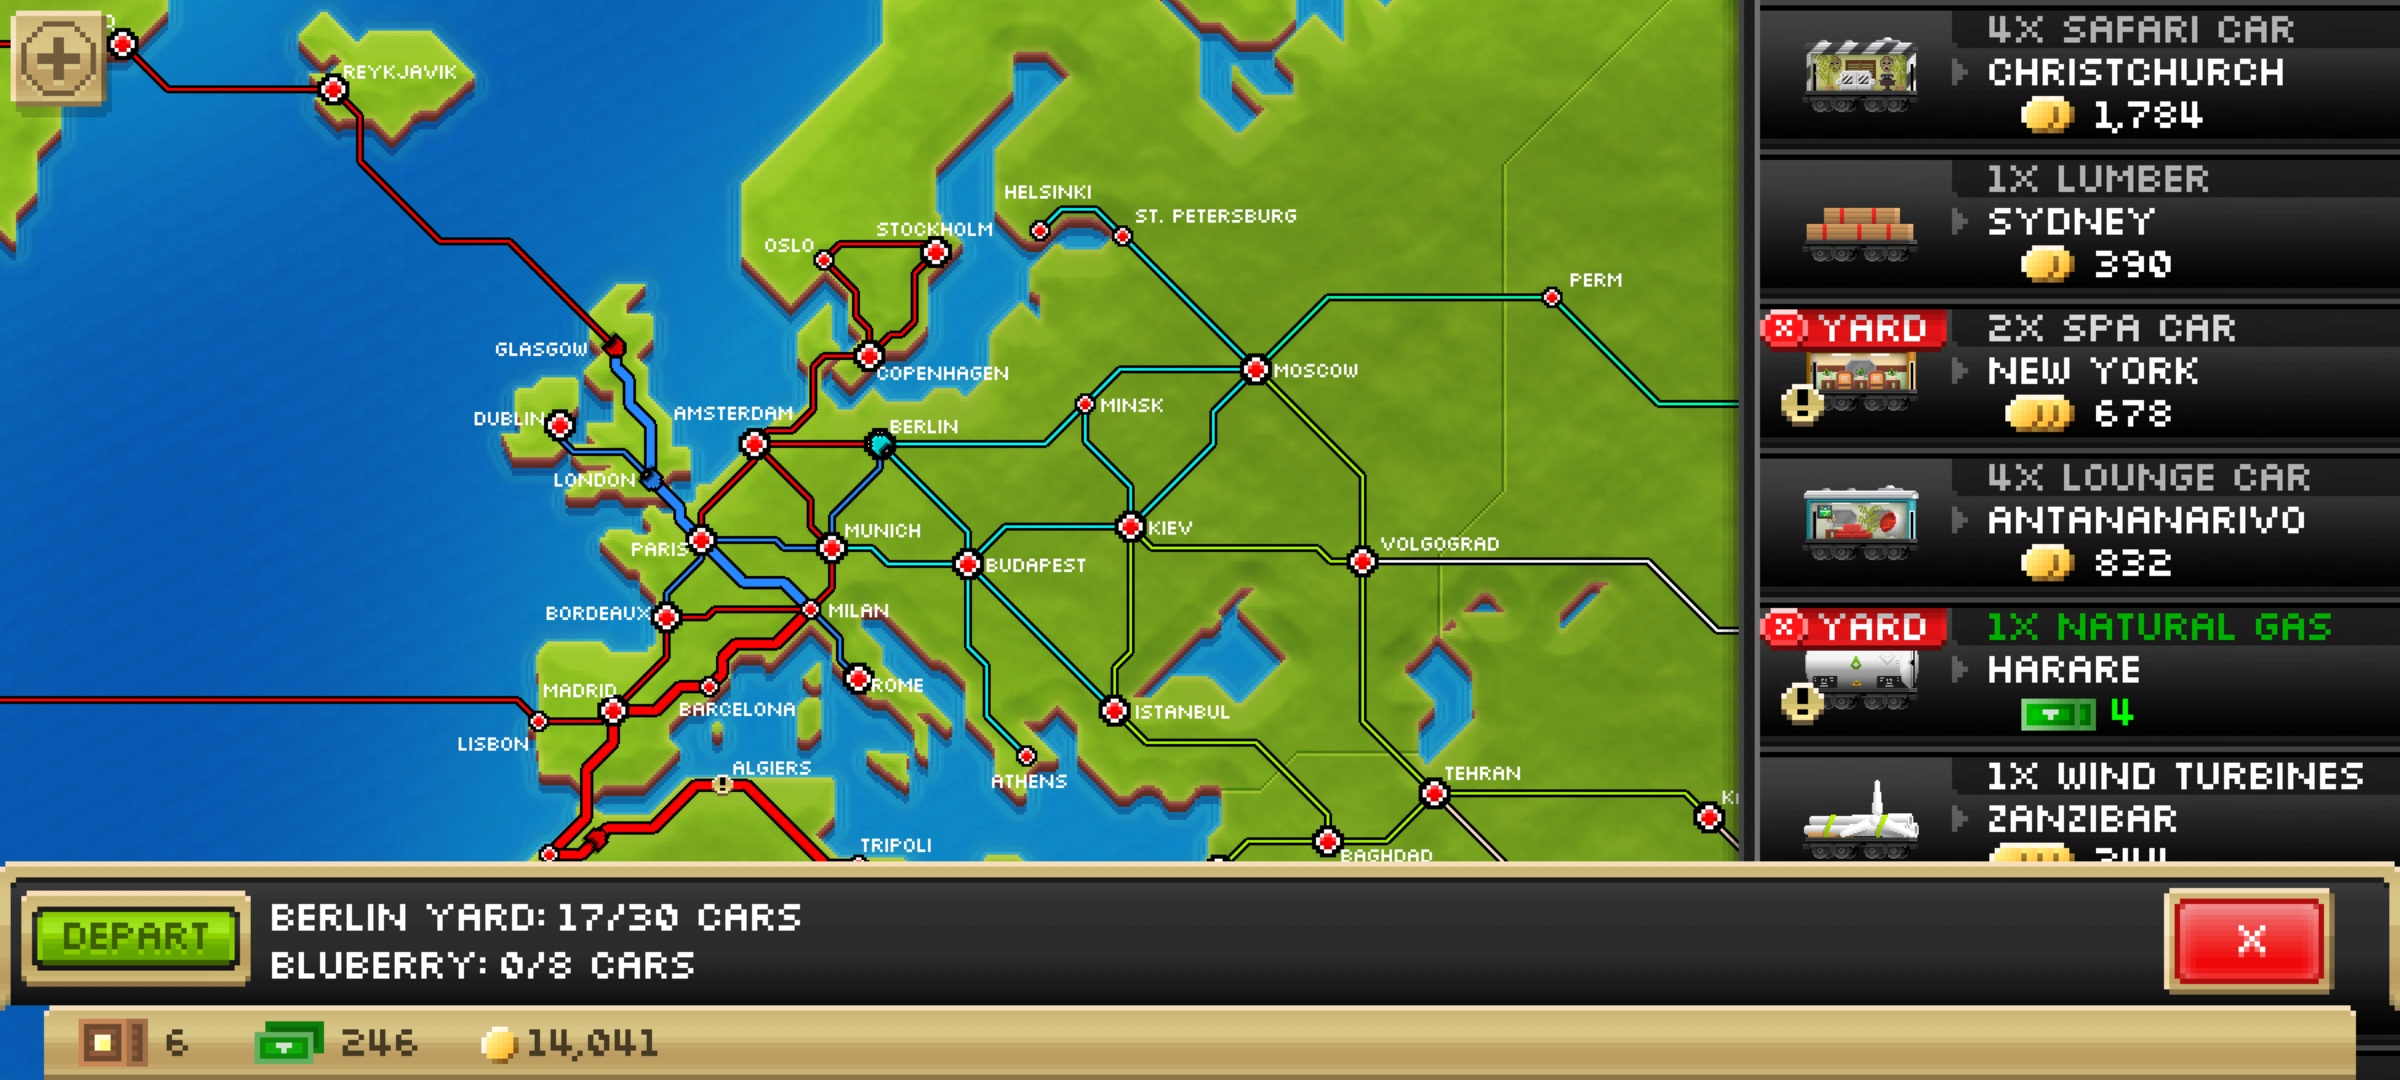 REYKJAVIK
HELSINKI
ST. PETERSBURG
STOCKHOLM
OSLO
PERM
GLASGOW
COPENHAGEN
MOSCOW
DUBLIN
AMSTERDAM
BERLIN
MINSK
LONDON
PARIS
MUNICH
BUDAPEST
KIEV
VOLGOGRAD
BORDEAUX
MILAN
MADRID
ROME
BARCELONA
ISTANBUL
LISBON
ALGIERS
ATHENS
TEHRAN
TRIPOLI
BAGHDAD
4X SAFARI CAR
CHRISTCHURCH
1,784
1X LUMBER
SYDNEY
390
X YARD
2X SPA CAR
NEW YORK
! 678
4X LOUNGE CAR
ANTANANARIVO
832
X YARD
1X NATURAL GAS
HARARE
! 4
1X WIND TURBINES
ZANZIBAR
DEPART
BERLIN YARD: 17/30 CARS
BLUBERRY: 0/8 CARS
X
6
246
14,041